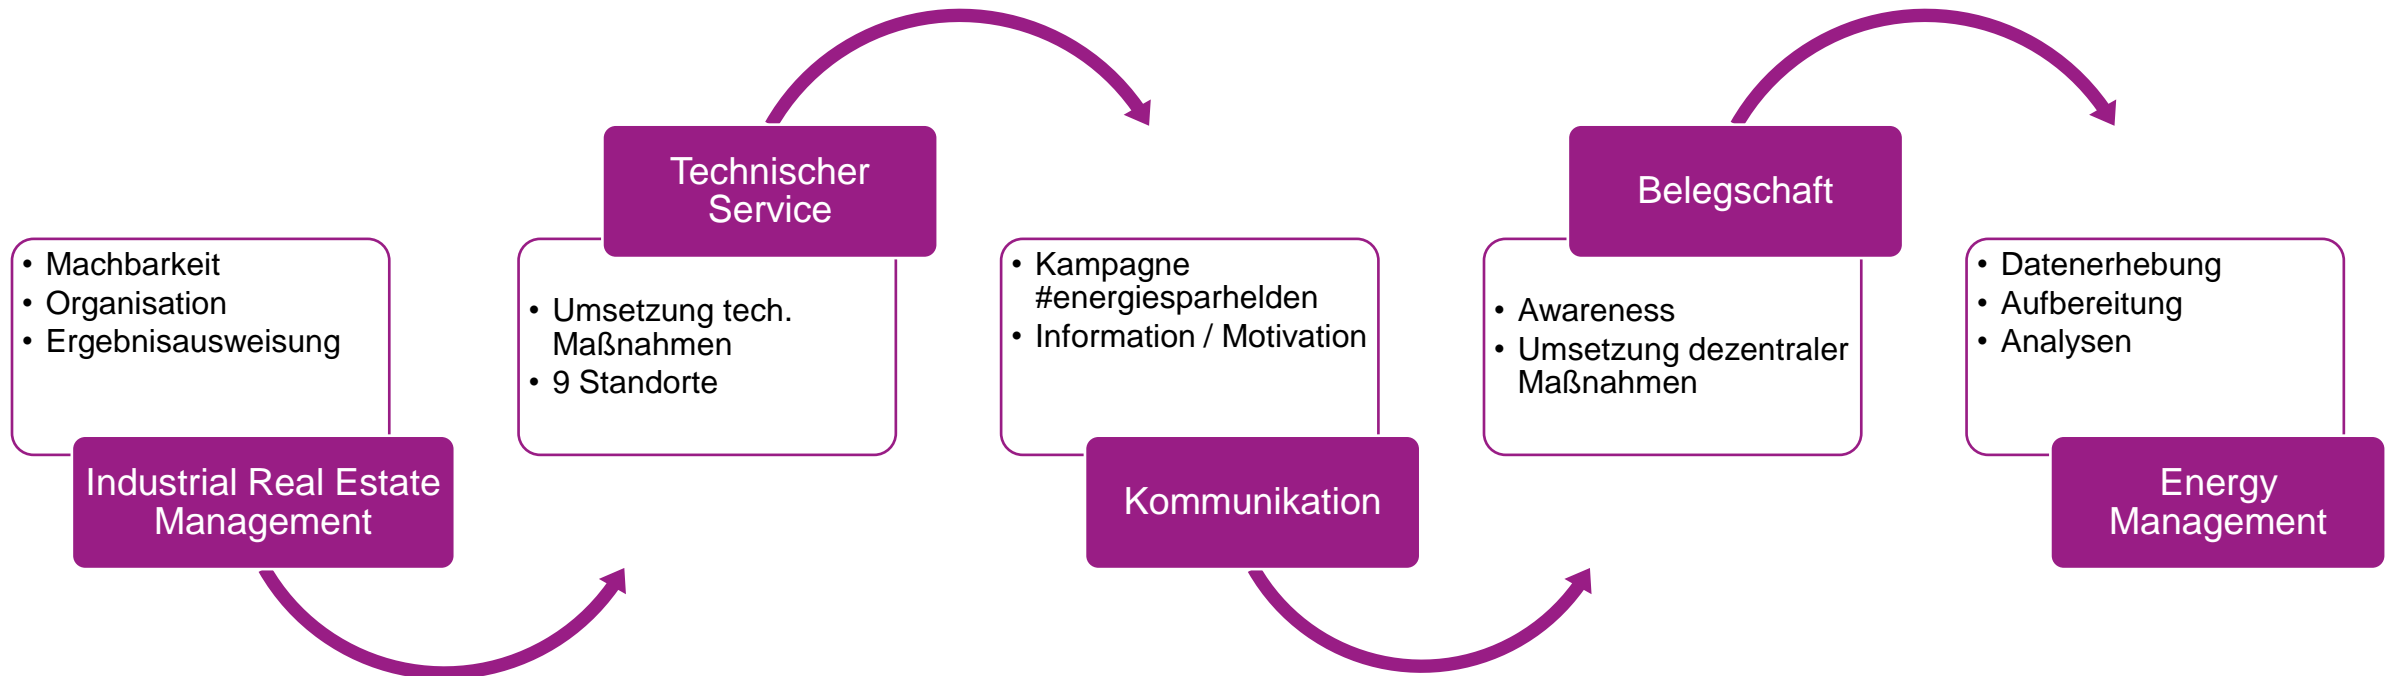 • Machbarkeit
• Organisation
• Ergebnisausweisung
Industrial Real Estate
Management
Technischer
Service
• Umsetzung tech.
Maßnahmen
• 9 Standorte
• Kampagne
#energiesparhelden
• Information / Motivation
Kommunikation
Belegschaft
• Awareness
• Umsetzung dezentraler
Maßnahmen
• Datenerhebung
• Aufbereitung
• Analysen
Energy
Management